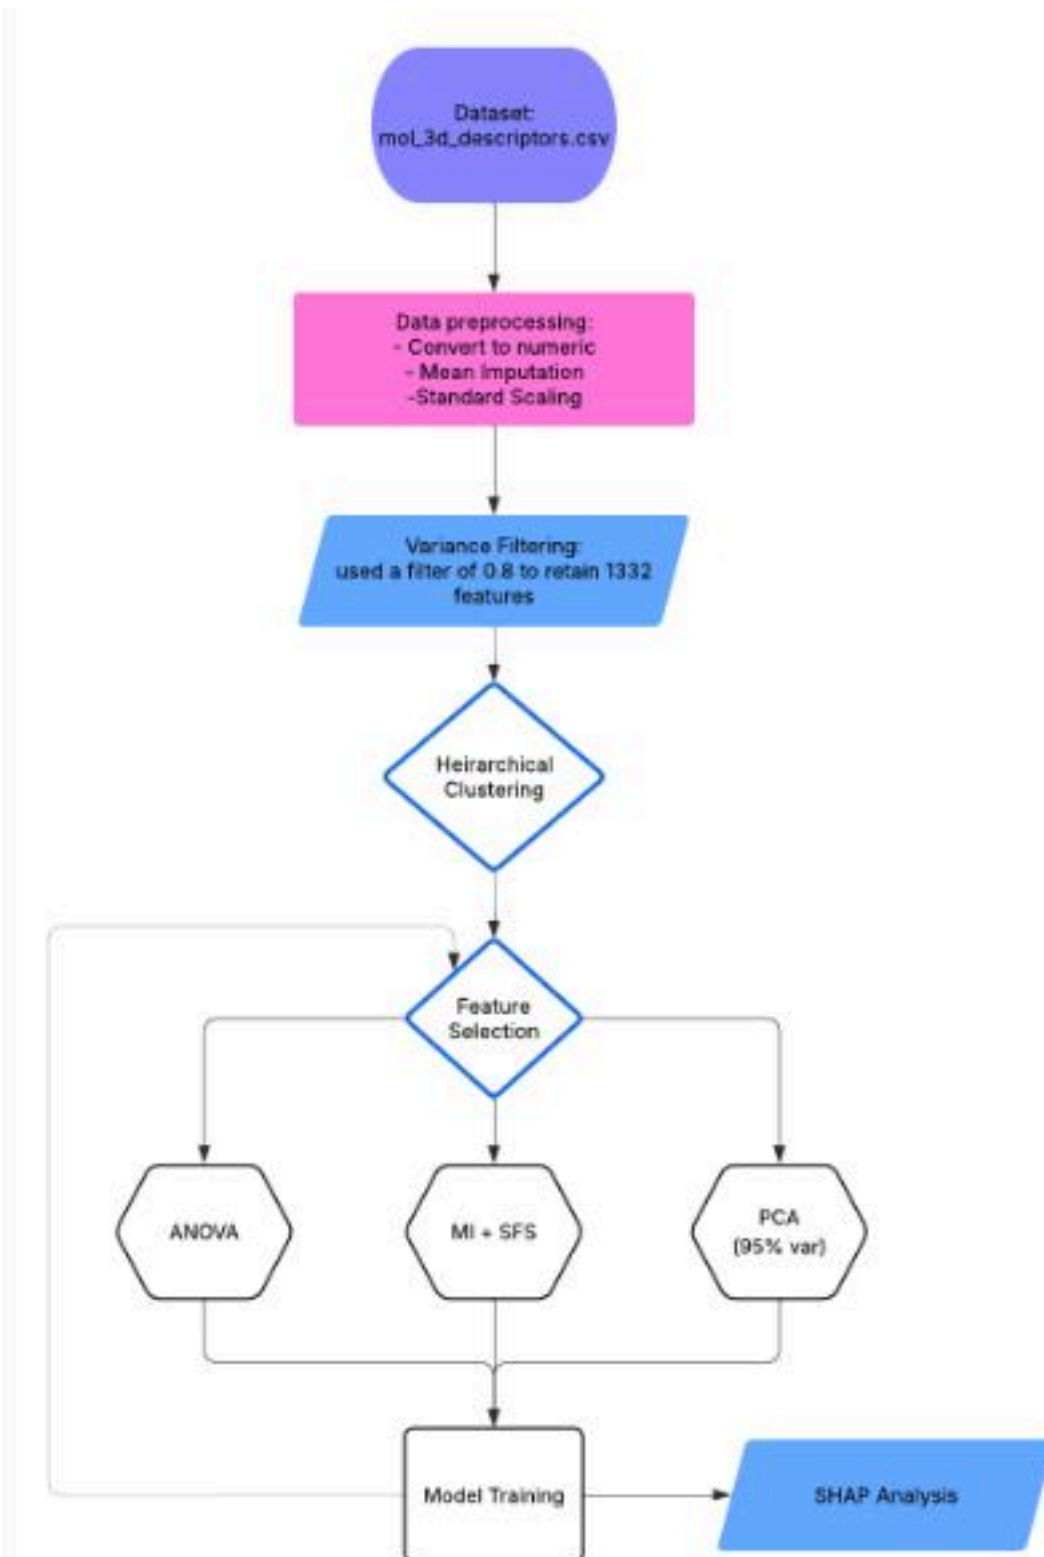 Dataset:
mol_3d_descriptors.csv
Data preprocessing:
- Convert to numeric
- Mean Imputation
-Standard Scaling
Variance Filtering:
used a filter of 0.8 to retain 1332
features
Heirarchical
Clustering
Feature
Selection
ANOVA
MI + SFS
PCA
(95% var)
Model Training
SHAP Analysis